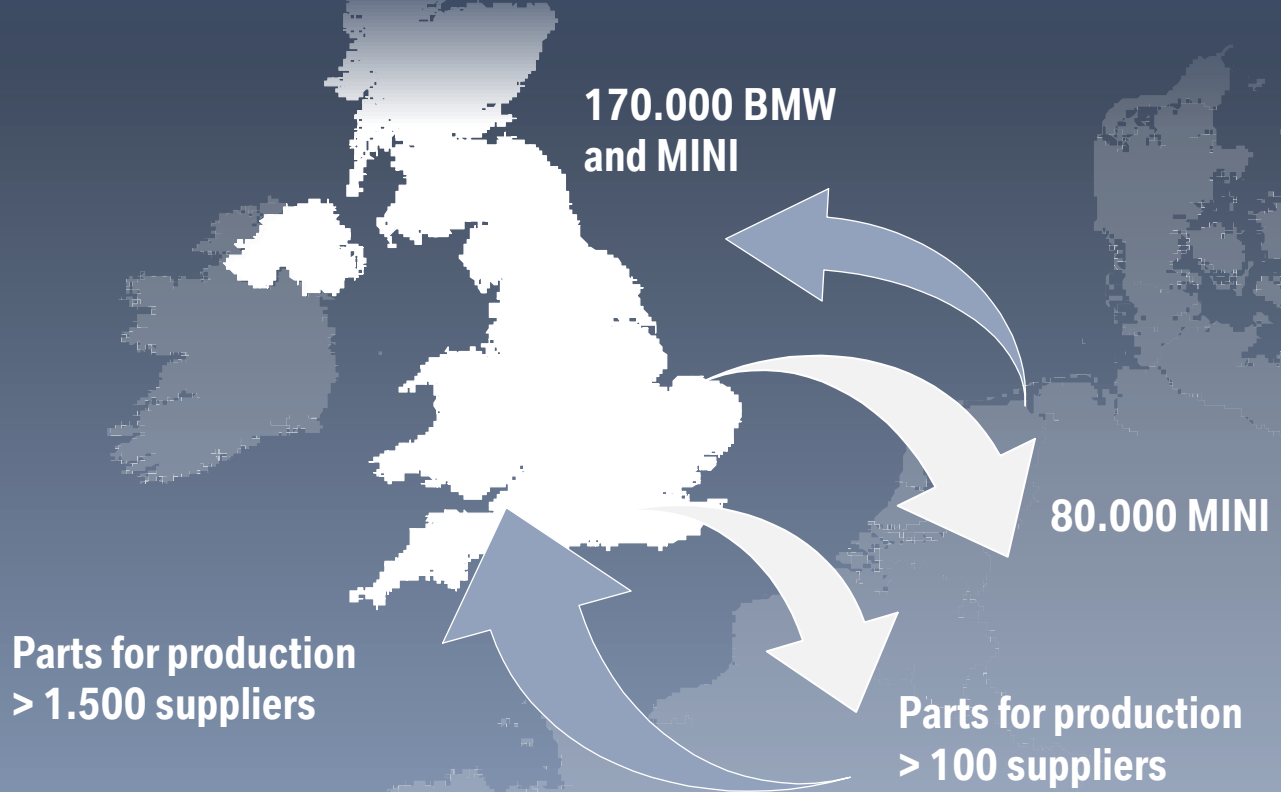 170.000 BMW
and MINI
80.000 MINI
Parts for production
> 1.500 suppliers
Parts for production
> 100 suppliers